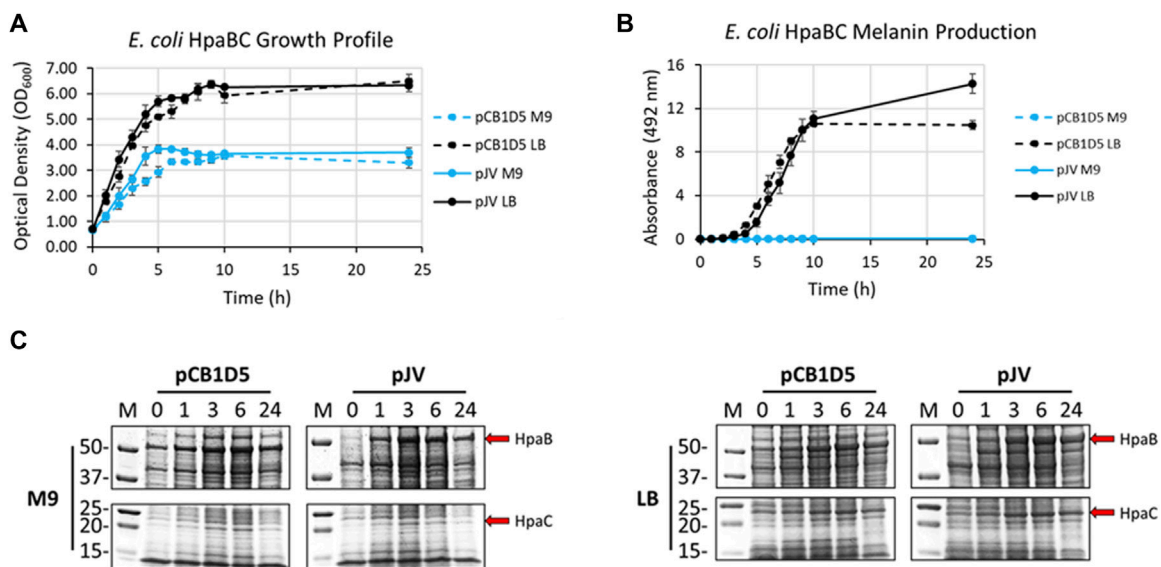 A
E. coli HpaBC Growth Profile
Optical Density (OD600)
7.00
6.00
5.00
4.00
3.00
2.00
1.00
0.00
0 5 10 15 20 25
Time (h)
pCB1D5 M9
pCB1D5 LB
pJV M9
pJV LB
B
E. coli HpaBC Melanin Production
Absorbance (492 nm)
16
12
8
4
0
0 5 10 15 20 25
Time (h)
pCB1D5 M9
pCB1D5 LB
pJV M9
pJV LB
C
pCB1D5 pJV
M 0 1 3 6 24 M 0 1 3 6 24
M9
50-
37-
25-
20-
15-
HpaB
HpaC
pCB1D5 pJV
M 0 1 3 6 24 M 0 1 3 6 24
LB
50-
37-
25-
20-
15-
HpaB
HpaC